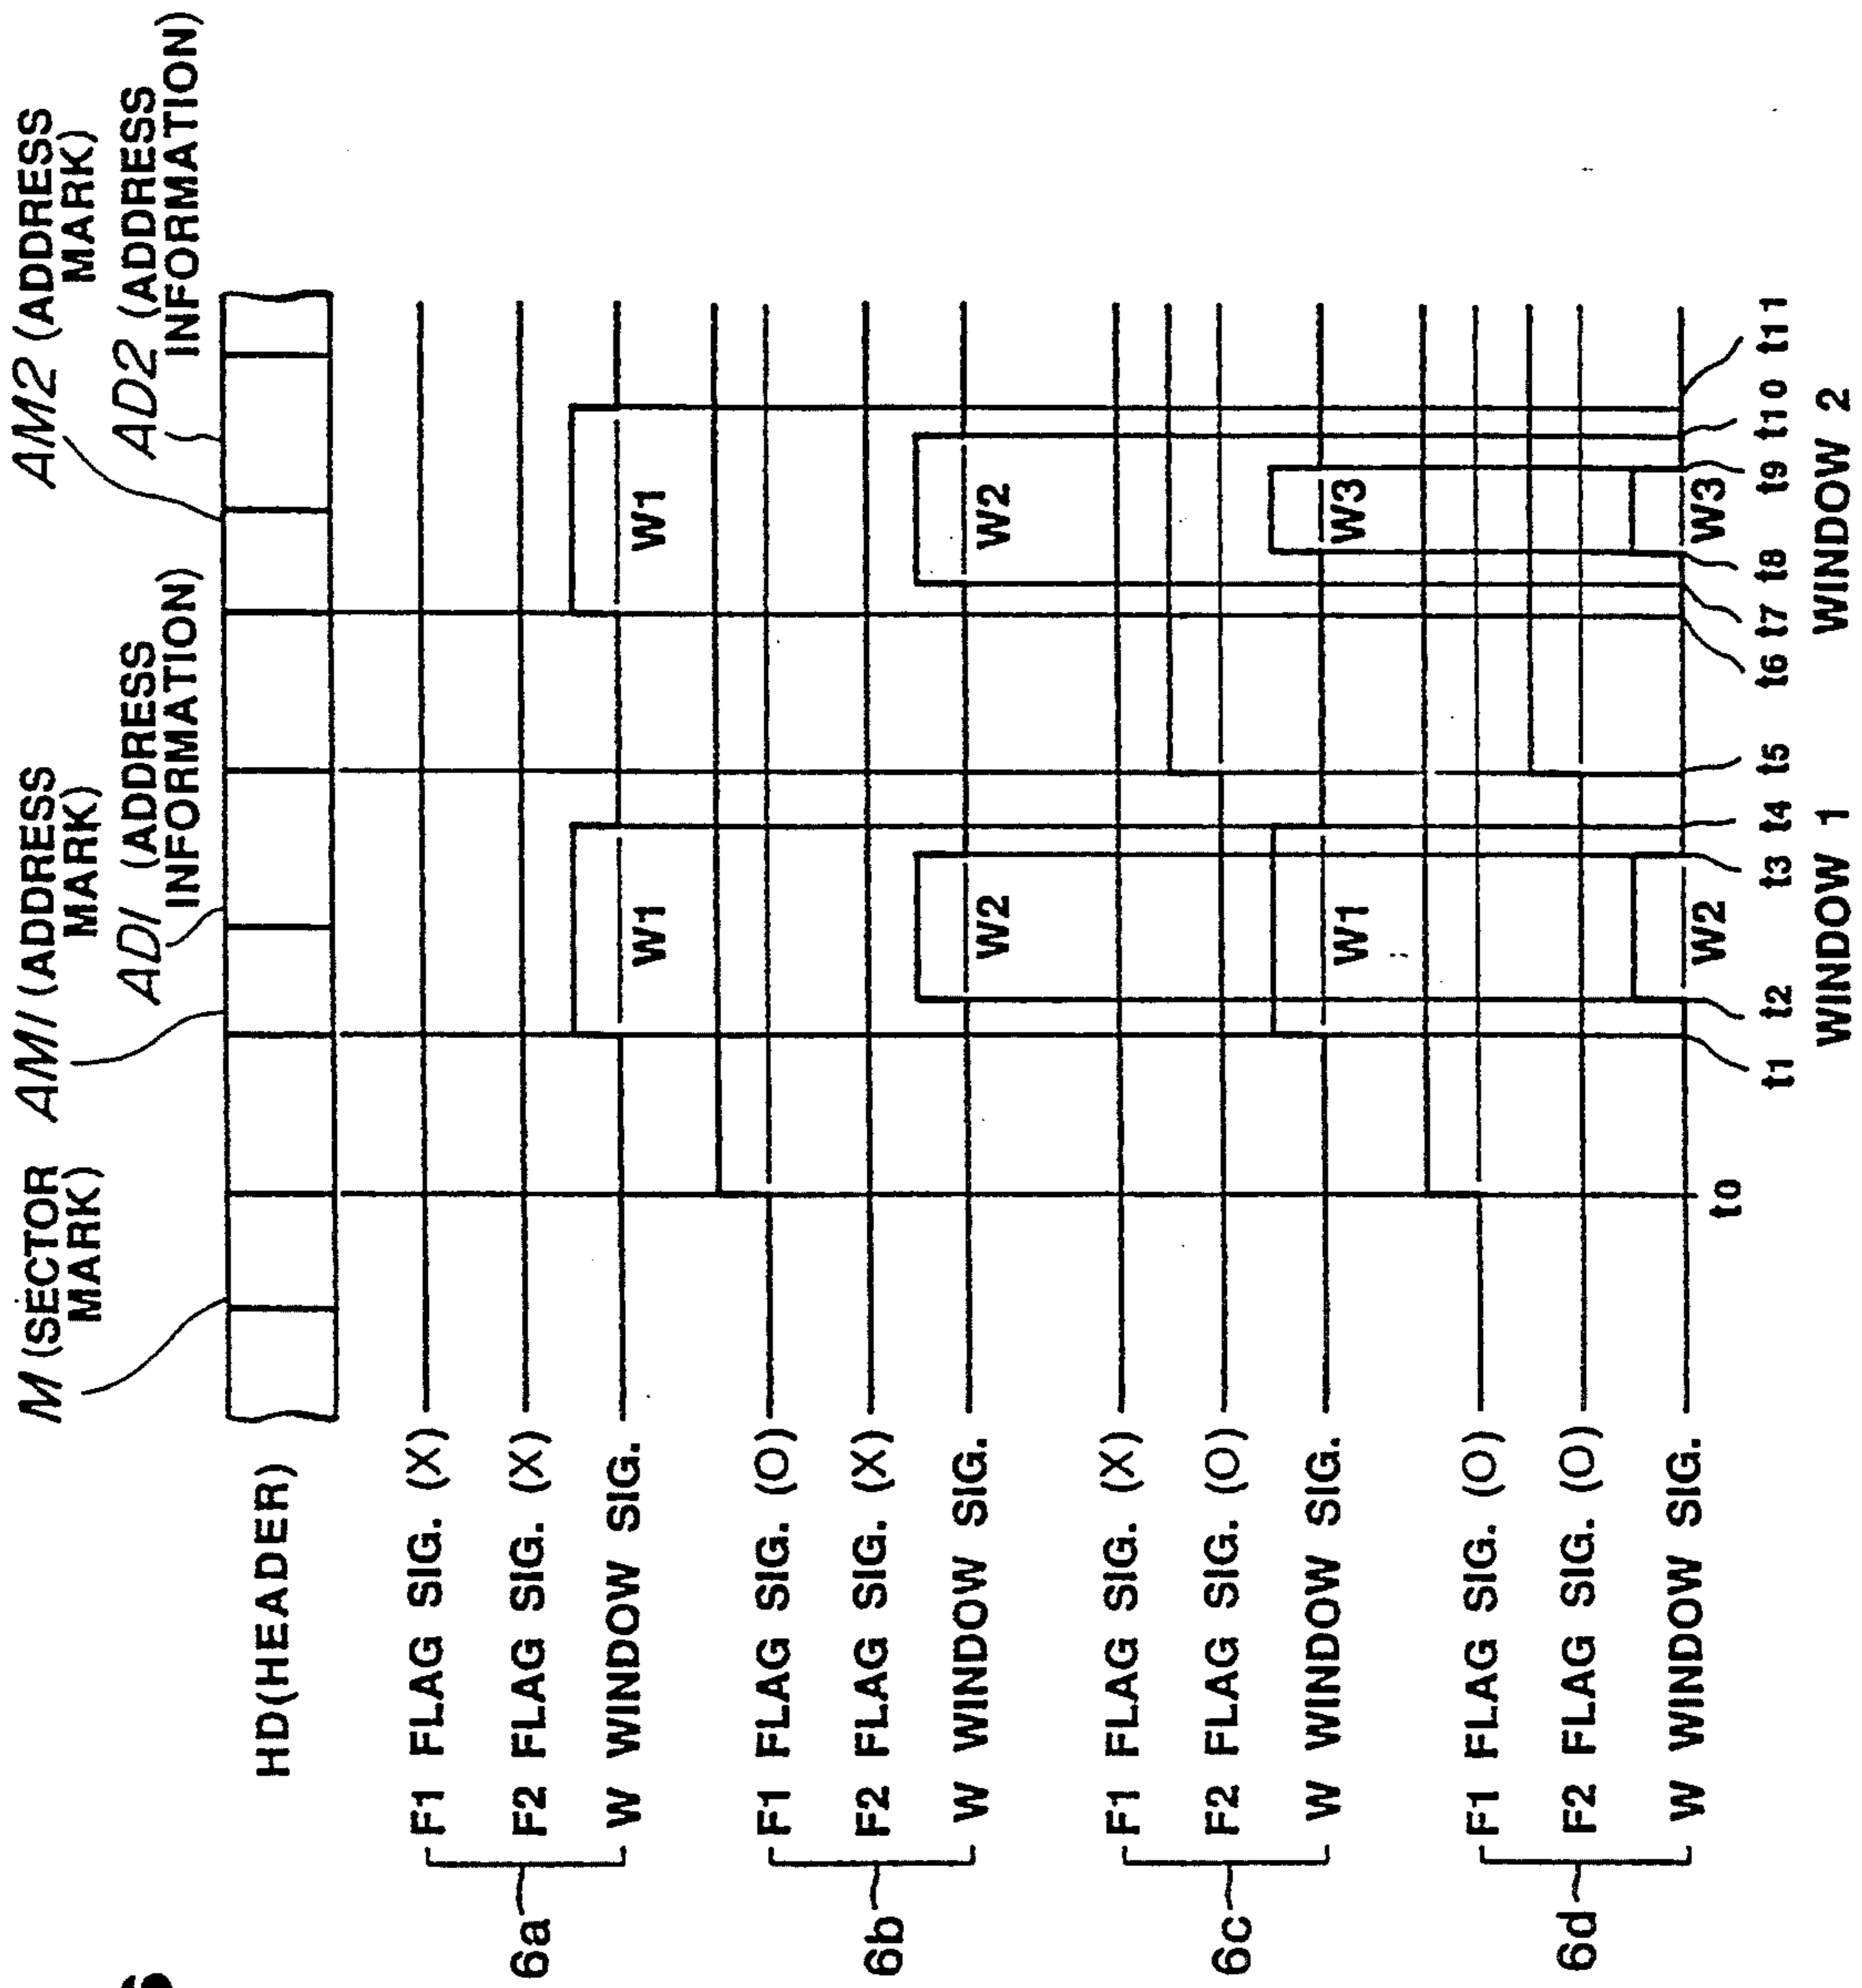 M (SECTOR
MARK)
AM1 (ADDRESS
MARK)
AD1 (ADDRESS
INFORMATION)
AM2 (ADDRESS
MARK)
AD2 (ADDRESS
INFORMATION)
HD(HEADER)
6a
F1 FLAG SIG. (X)
F2 FLAG SIG. (X)
W WINDOW SIG.
W1
W1
6b
F1 FLAG SIG. (O)
F2 FLAG SIG. (X)
W WINDOW SIG.
W2
W2
6c
F1 FLAG SIG. (X)
F2 FLAG SIG. (O)
W WINDOW SIG.
W1
W3
6d
F1 FLAG SIG. (O)
F2 FLAG SIG. (O)
W WINDOW SIG.
W2
W3
t0
t1
t2
t3
t4
t5
t6
t7
t8
t9
t10
t11
WINDOW 1
WINDOW 2